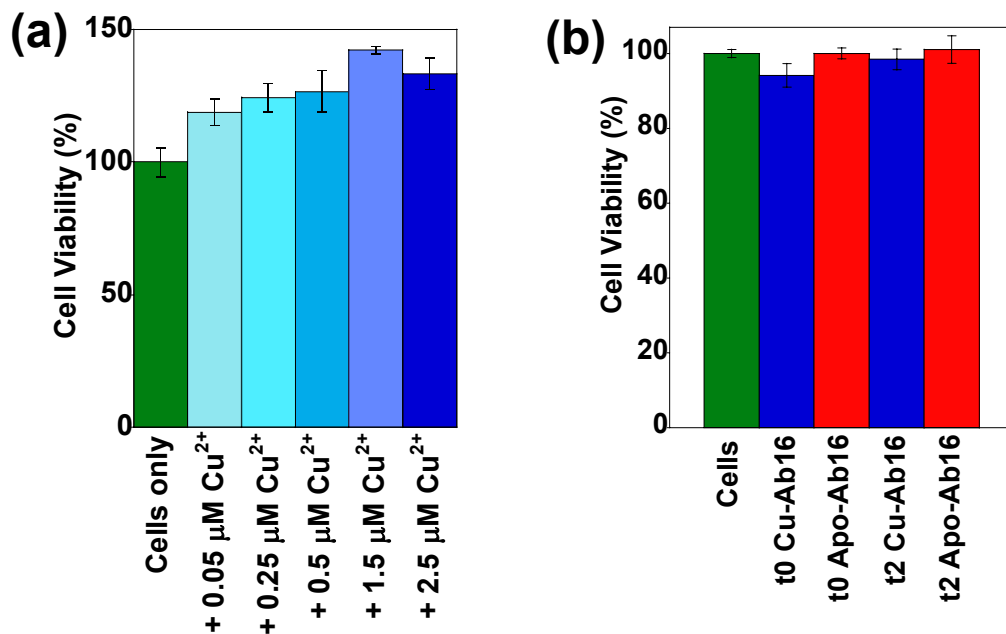 (a)
Cell Viability (%)
150
100
50
0
Cells only
+ 0.05 μM Cu²⁺
+ 0.25 μM Cu²⁺
+ 0.5 μM Cu²⁺
+ 1.5 μM Cu²⁺
+ 2.5 μM Cu²⁺
(b)
Cell Viability (%)
100
80
60
40
20
0
Cells
t0 Cu-Ab16
t0 Apo-Ab16
t2 Cu-Ab16
t2 Apo-Ab16